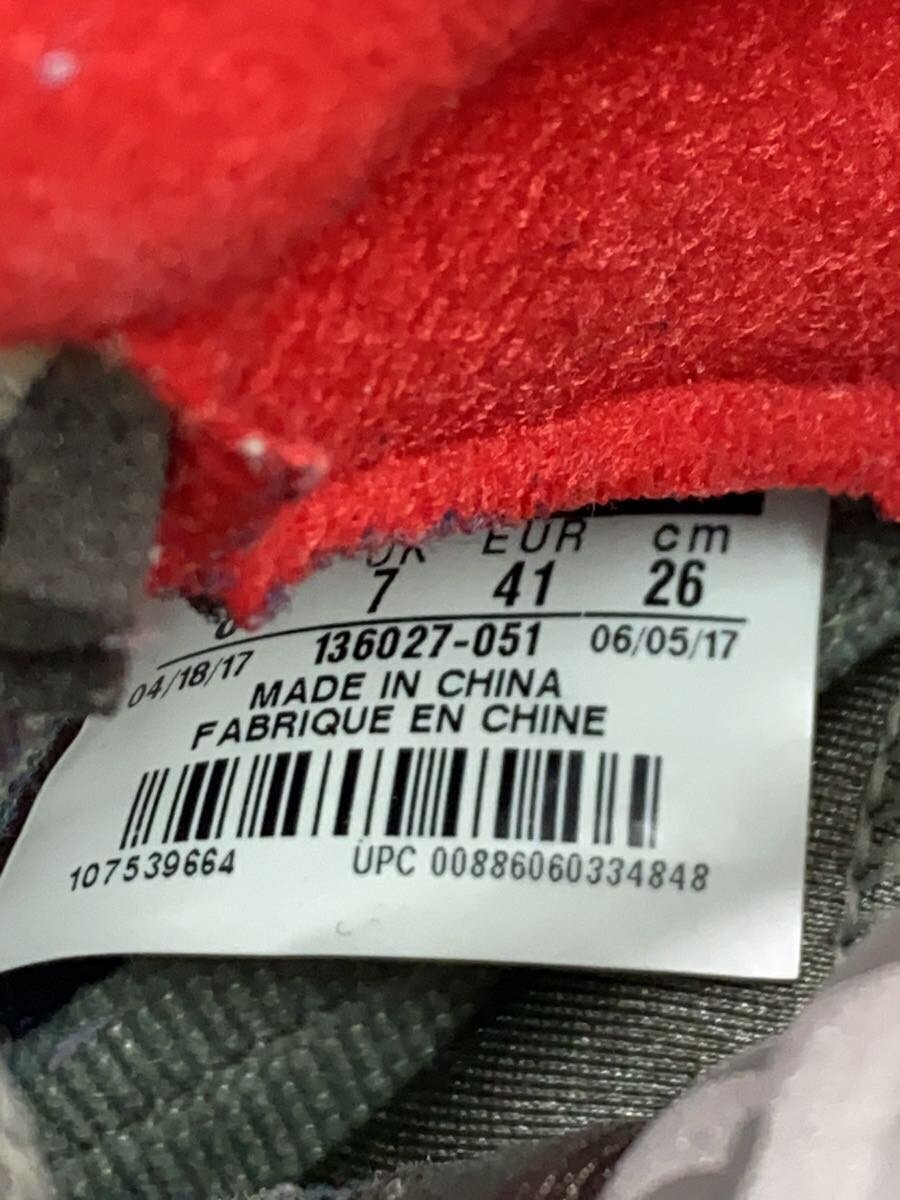 UK EUR cm
7 41 26
04/18/17 136027-051 06/05/17
MADE IN CHINA
FABRIQUE EN CHINE
107539664 UPC 00886060334848